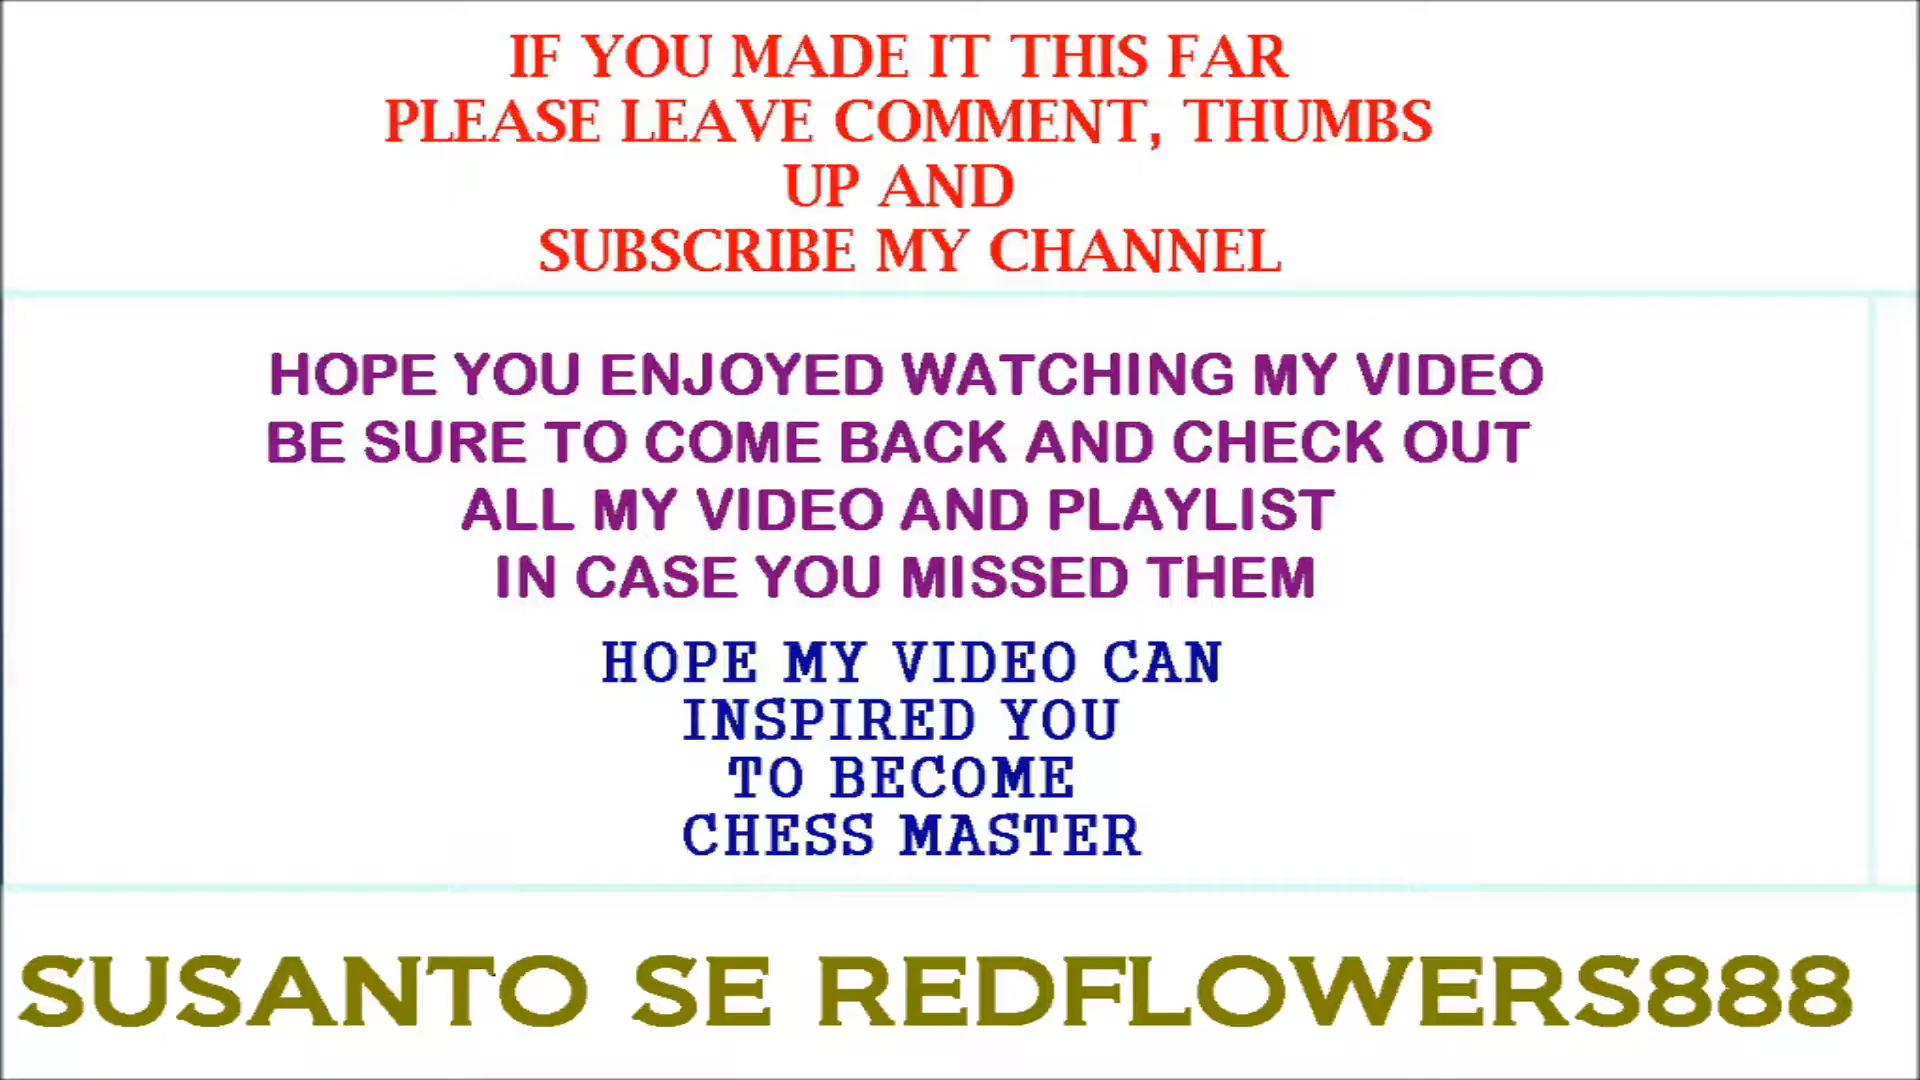 IF YOU MADE IT THIS FAR
PLEASE LEAVE COMMENT, THUMBS
UP AND
SUBSCRIBE MY CHANNEL
HOPE YOU ENJOYED WATCHING MY VIDEO
BE SURE TO COME BACK AND CHECK OUT
ALL MY VIDEO AND PLAYLIST
IN CASE YOU MISSED THEM
HOPE MY VIDEO CAN
INSPIRED YOU
TO BECOME
CHESS MASTER
SUSANTO SE REDFLOWERS888